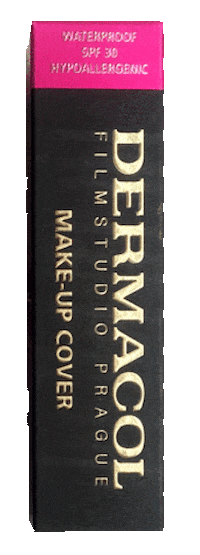 WATERPROOF
SPF 30
HYPOALLERGENIC
DERMACOL
FILMSTUDIO PRAGUE
MAKE-UP COVER